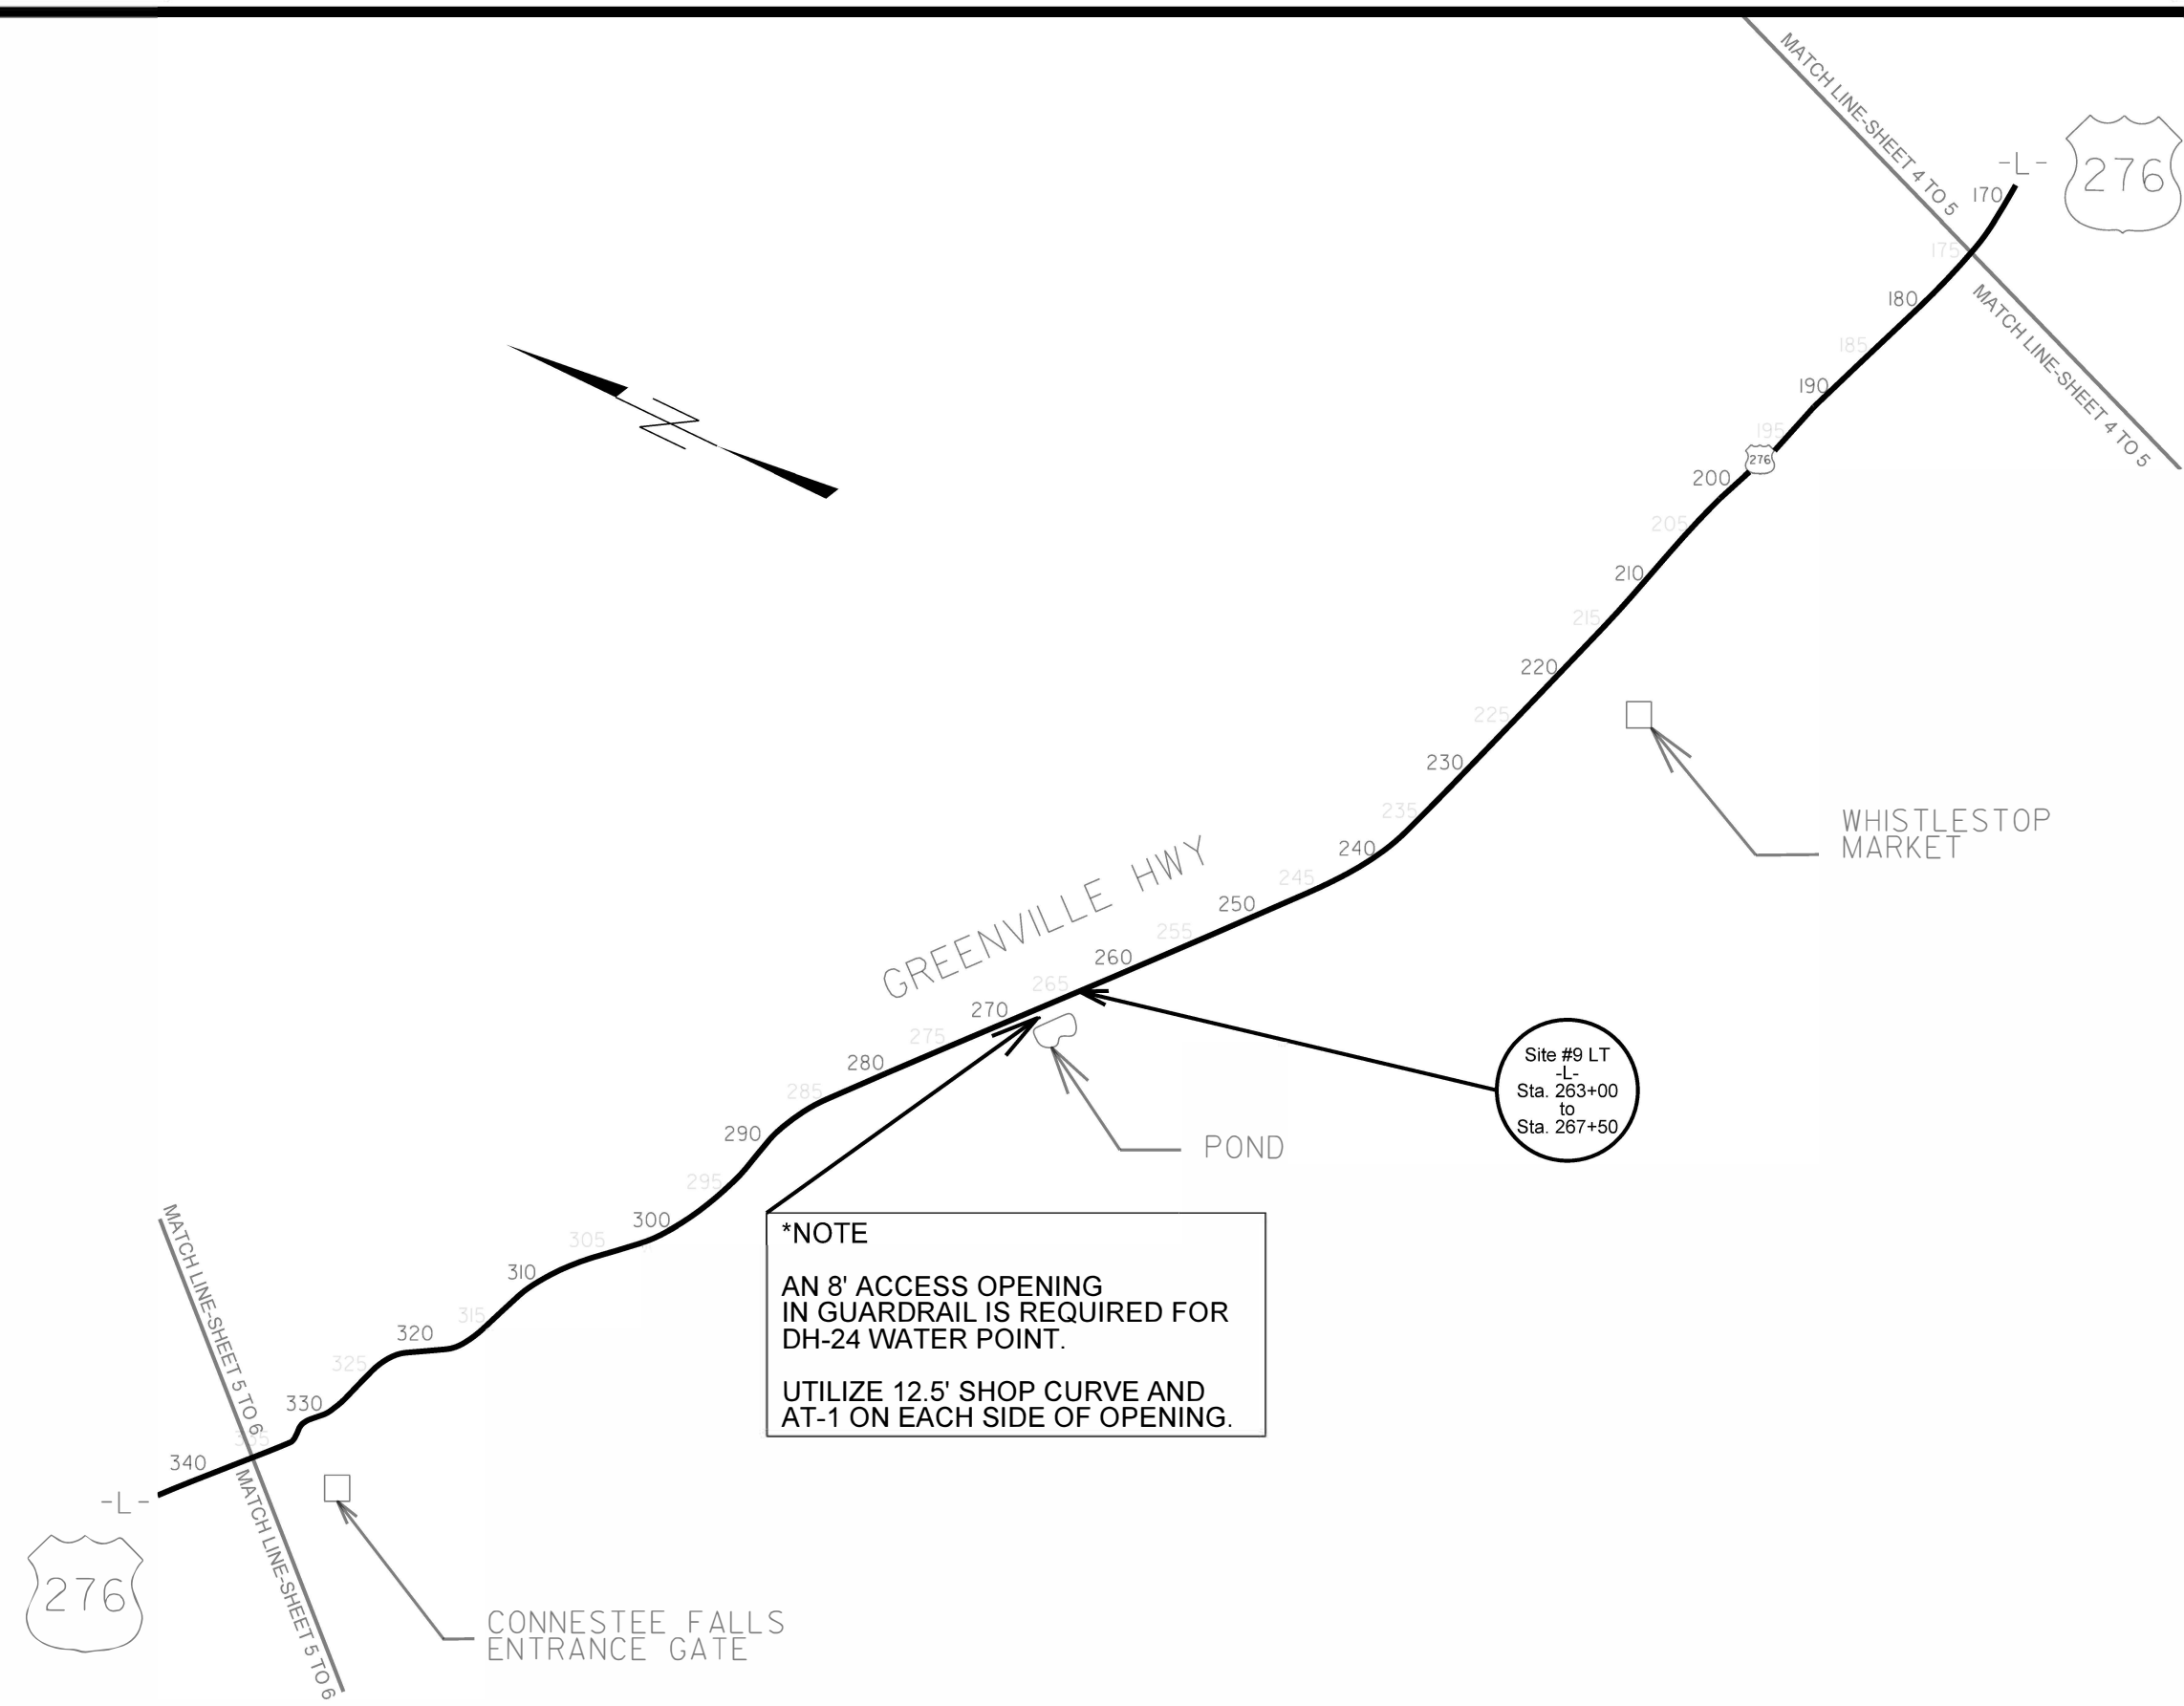 MATCH LINE-SHEET 4 TO 5
-L-
276
170
175
MATCH LINE-SHEET 4 TO 5
180
185
190
195
276
200
205
210
215
220
225
230
WHISTLESTOP
MARKET
235
240
245
GREENVILLE HWY
250
255
260
265
270
275
280
285
290
295
300
305
310
315
320
325
330
335
340
Site #9 LT
-L-
Sta. 263+00
to
Sta. 267+50
POND
*NOTE
AN 8' ACCESS OPENING
IN GUARDRAIL IS REQUIRED FOR
DH-24 WATER POINT.
UTILIZE 12.5' SHOP CURVE AND
AT-1 ON EACH SIDE OF OPENING.
MATCH LINE-SHEET 5 TO 6
-L-
276
MATCH LINE-SHEET 5 TO 6
CONNESTEE FALLS
ENTRANCE GATE